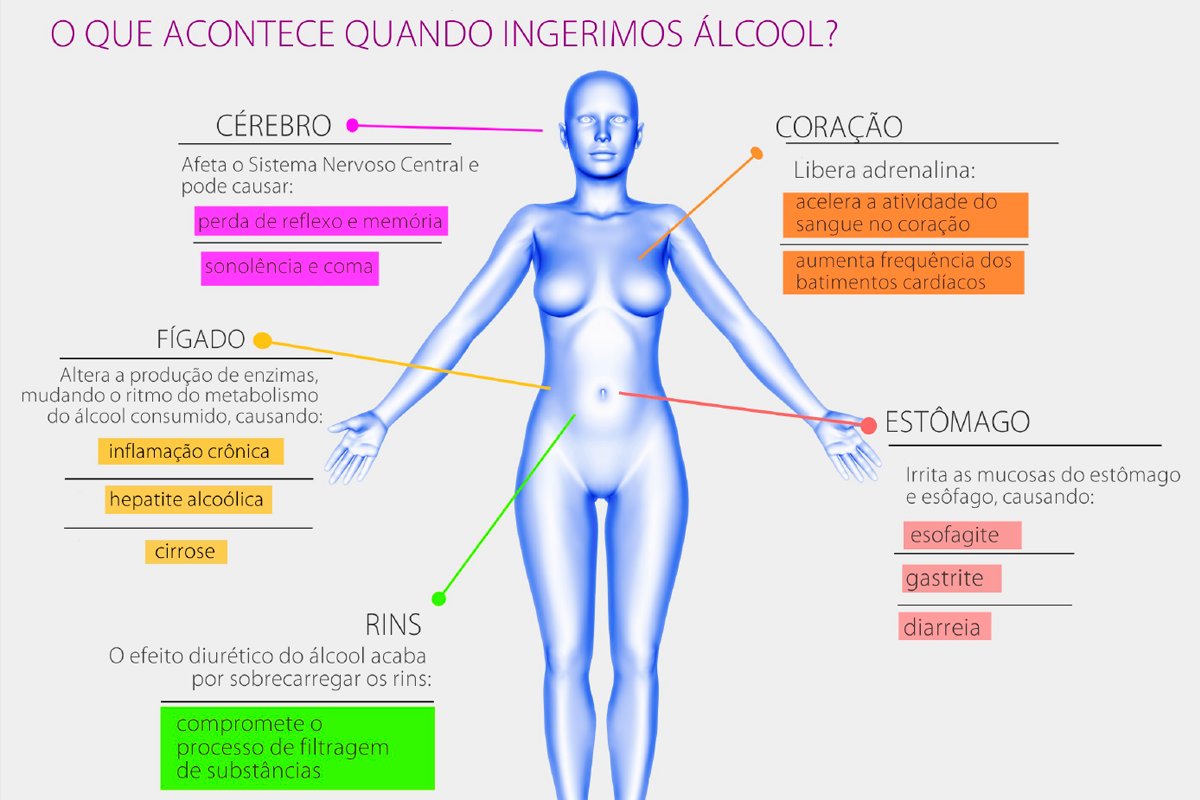 O QUE ACONTECE QUANDO INGERIMOS ÁLCOOL?
CÉREBRO
Afeta o Sistema Nervoso Central e
pode causar:
perda de reflexo e memória
sonolência e coma
CORAÇÃO
Libera adrenalina:
acelera a atividade do
sangue no coração
aumenta frequência dos
batimentos cardíacos
FÍGADO
Altera a produção de enzimas,
mudando o ritmo do metabolismo
do álcool consumido, causando:
inflamação crônica
hepatite alcoólica
cirrose
ESTÔMAGO
Irrita as mucosas do estômago
e esôfago, causando:
esofagite
gastrite
diarreia
RINS
O efeito diurético do álcool acaba
por sobrecarregar os rins:
compromete o
processo de filtragem
de substâncias